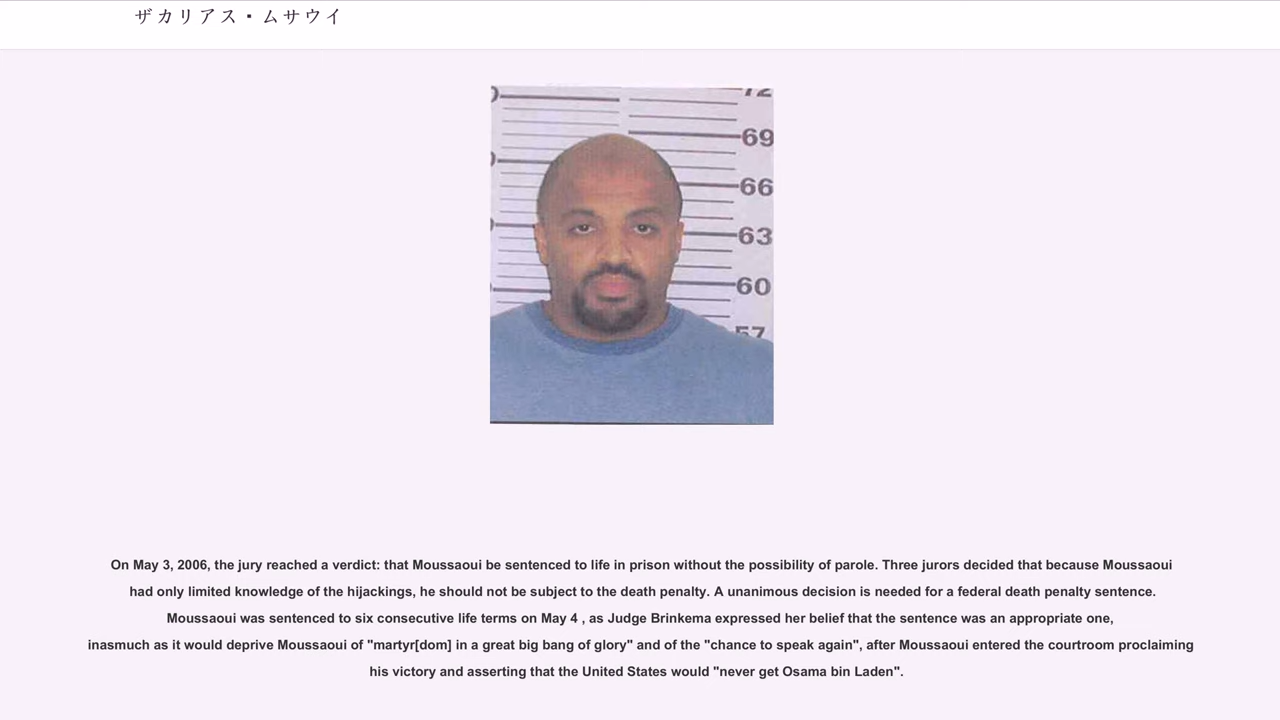 ザカリアス・ムサウイ
72
69
66
63
60
57
On May 3, 2006, the jury reached a verdict: that Moussaoui be sentenced to life in prison without the possibility of parole. Three jurors decided that because Moussaoui
had only limited knowledge of the hijackings, he should not be subject to the death penalty. A unanimous decision is needed for a federal death penalty sentence.
Moussaoui was sentenced to six consecutive life terms on May 4 , as Judge Brinkema expressed her belief that the sentence was an appropriate one,
inasmuch as it would deprive Moussaoui of "martyr[dom] in a great big bang of glory" and of the "chance to speak again", after Moussaoui entered the courtroom proclaiming
his victory and asserting that the United States would "never get Osama bin Laden".